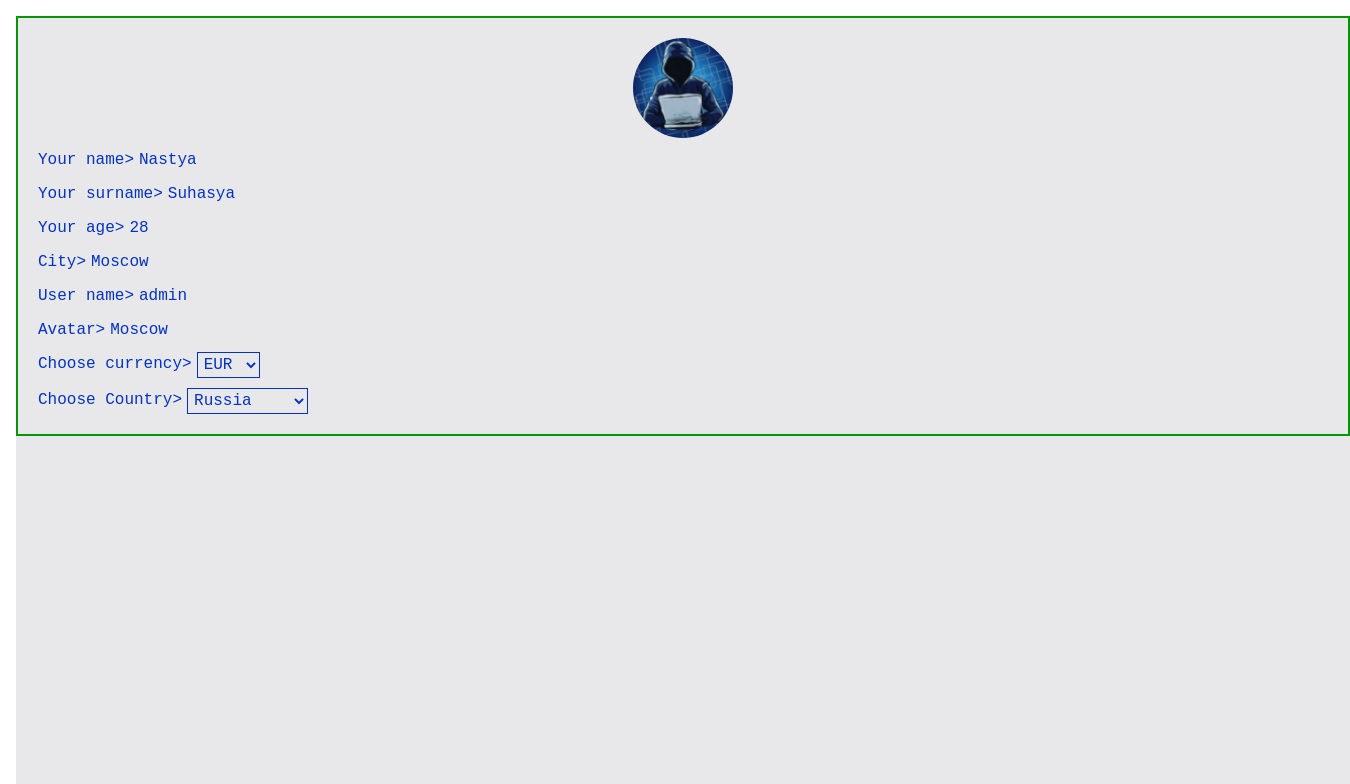 Your name> Nastya
Your surname> Suhasya
Your age> 28
City> Moscow
User name> admin
Avatar> Moscow
Choose currency> EUR
Choose Country> Russia